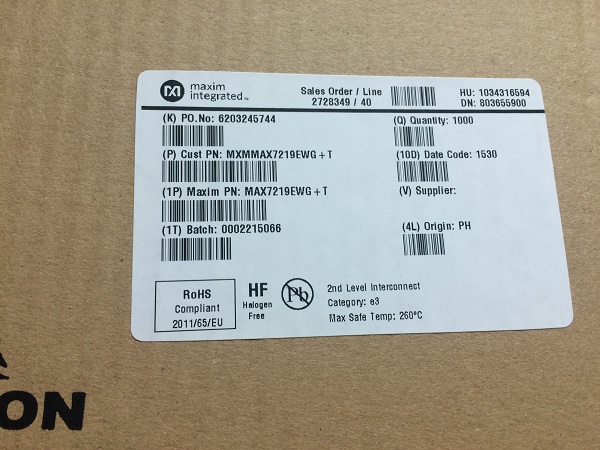 maxim
integrated™
Sales Order / Line
2728349 / 40
HU: 1034316594
DN: 803655900
(K) PO.No: 6203245744
(Q) Quantity: 1000
(P) Cust PN: MXMMAX7219EWG+T
(10D) Date Code: 1530
(1P) Maxim PN: MAX7219EWG+T
(V) Supplier:
(1T) Batch: 0002215066
(4L) Origin: PH
RoHS
Compliant
2011/65/EU
HF
Halogen
Free
Pb
2nd Level Interconnect
Category: e3
Max Safe Temp: 260°C
ON